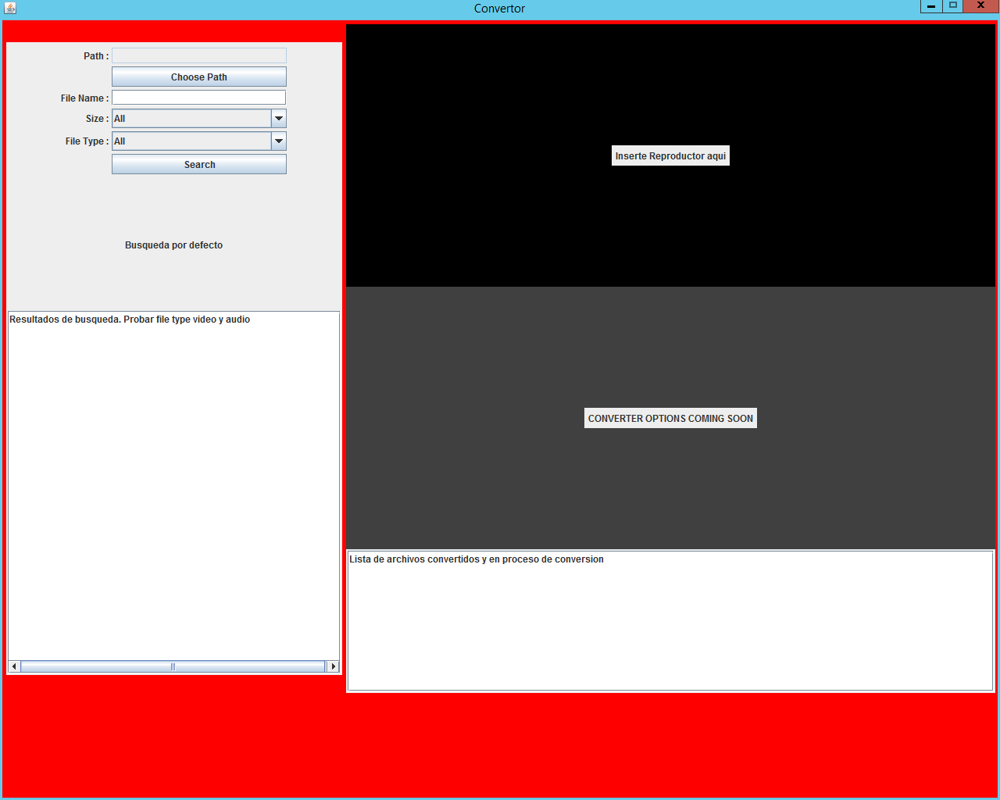 Convertor
Path :
Choose Path
File Name :
Size : All
File Type : All
Search
Busqueda por defecto
Resultados de busqueda. Probar file type video y audio
Inserte Reproductor aqui
CONVERTER OPTIONS COMING SOON
Lista de archivos convertidos y en proceso de conversion